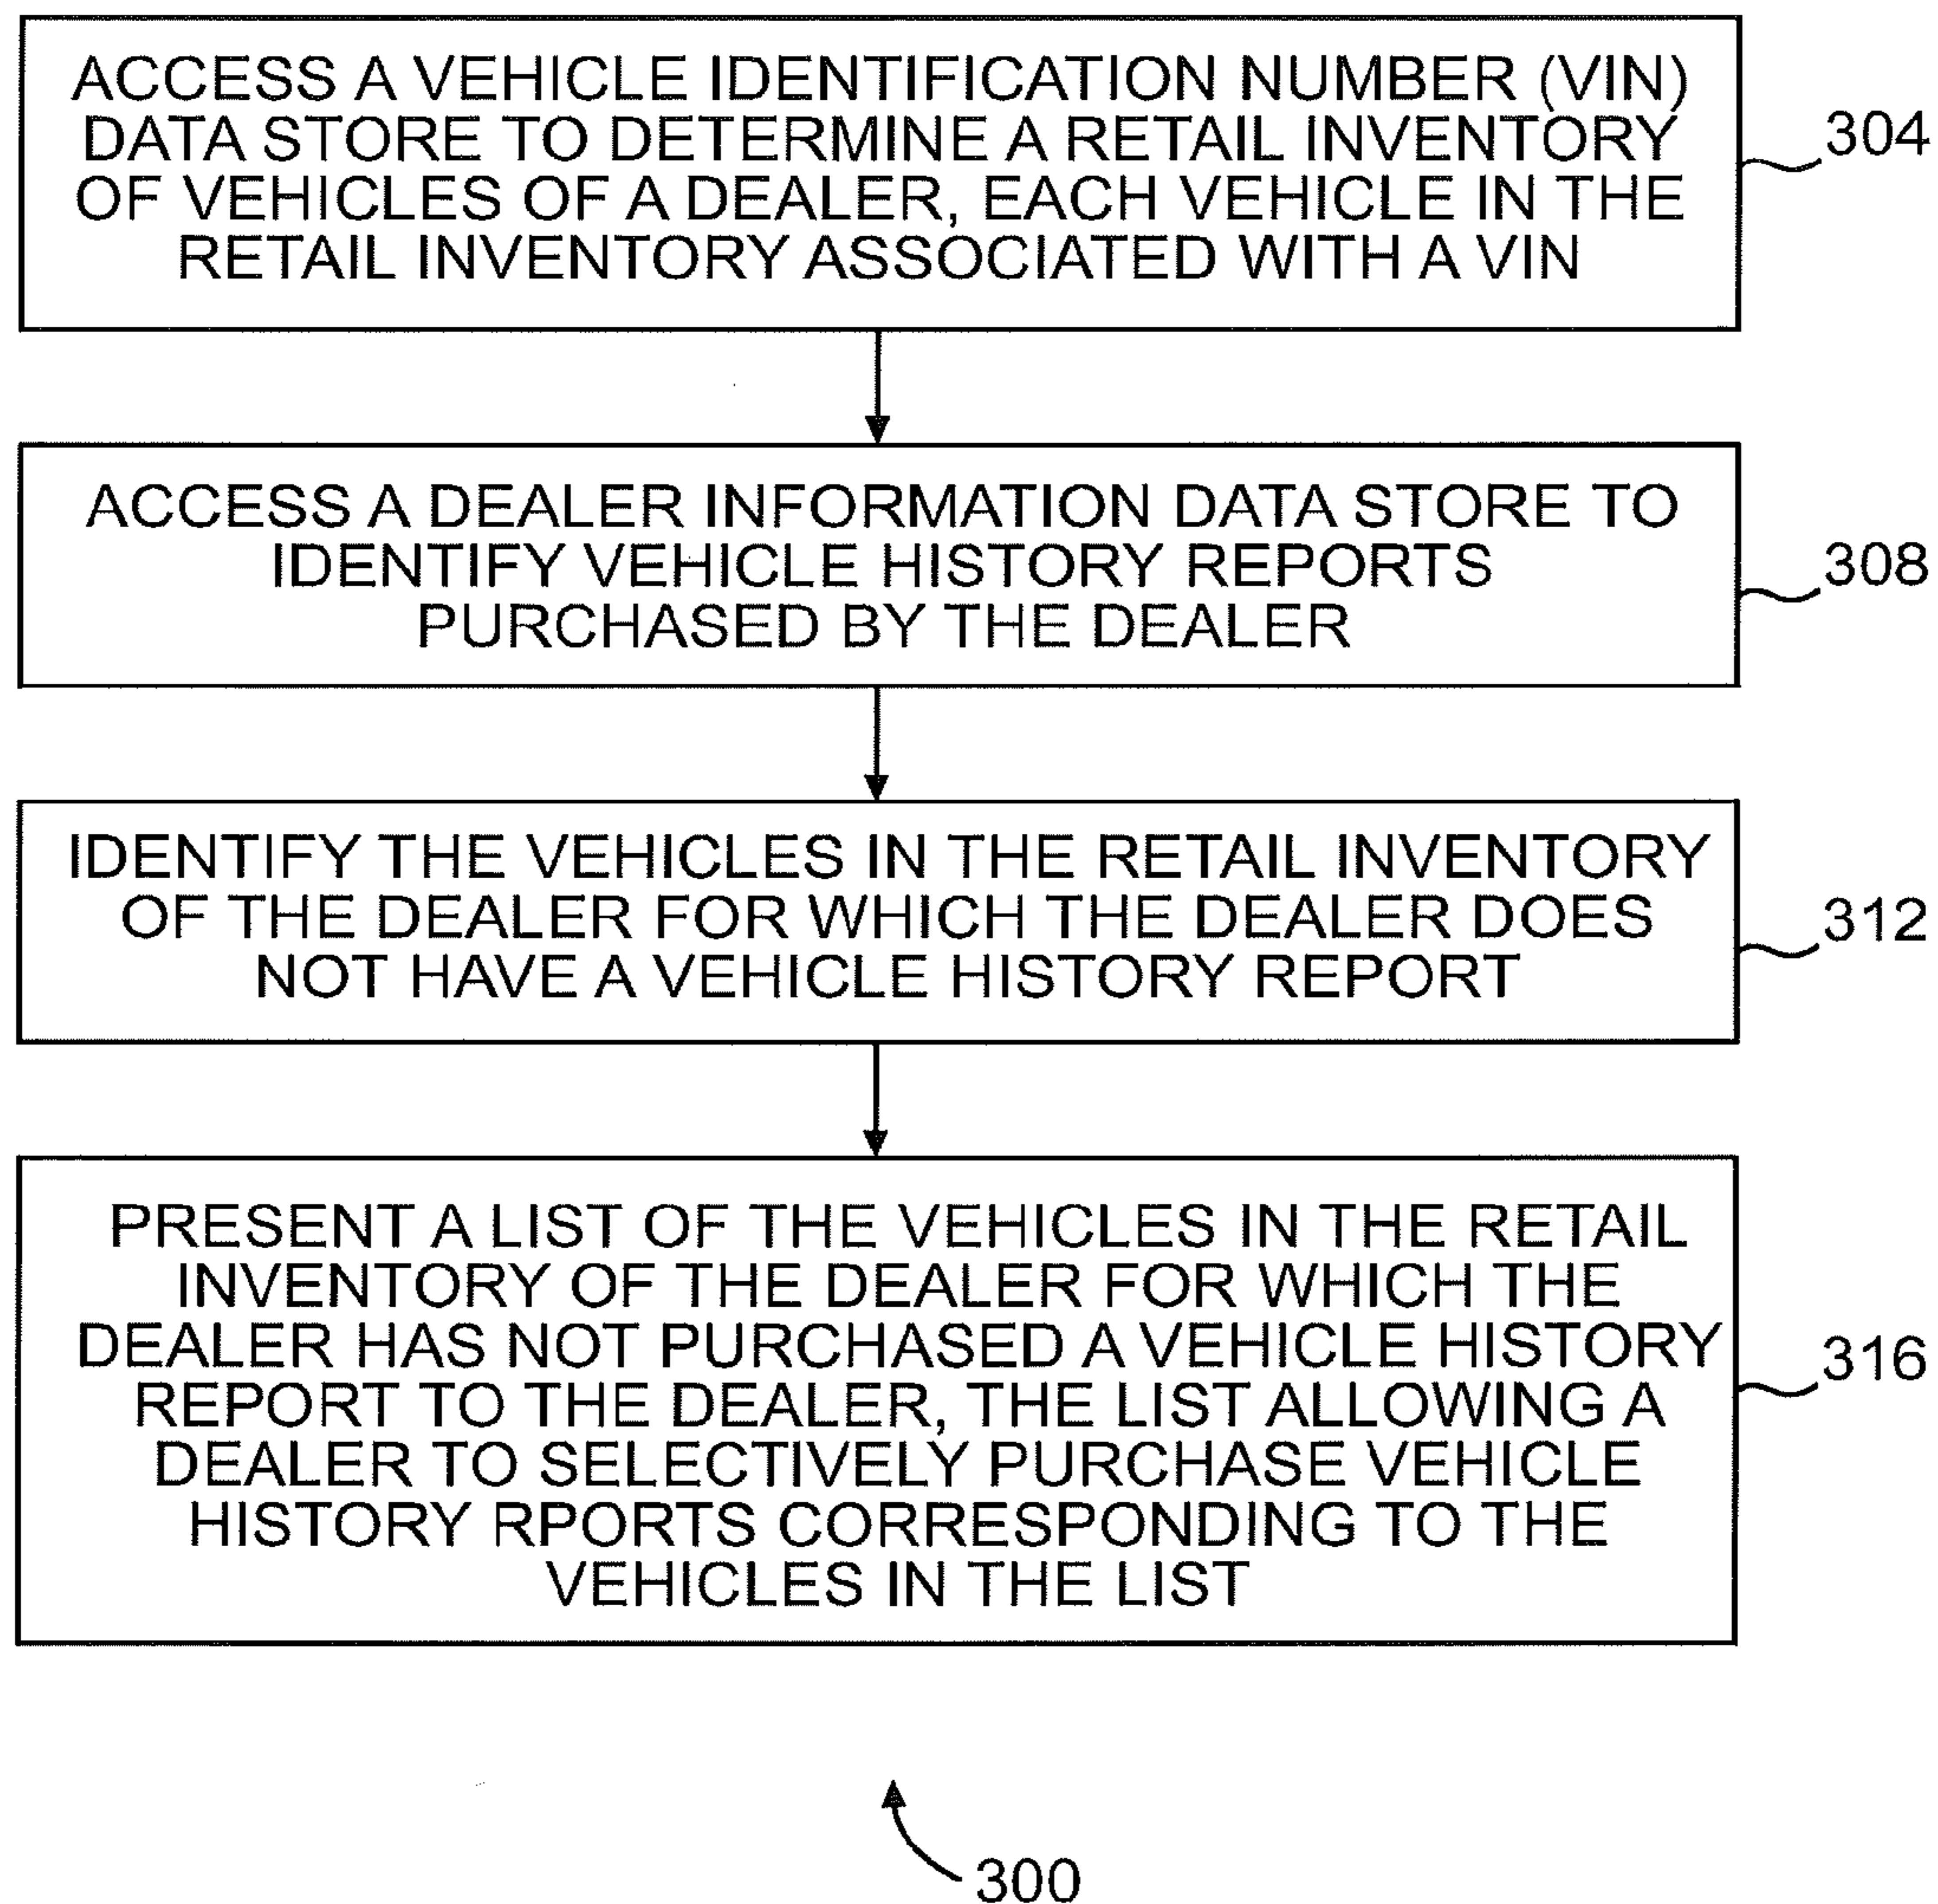 ACCESS A VEHICLE IDENTIFICATION NUMBER (VIN)
DATA STORE TO DETERMINE A RETAIL INVENTORY
OF VEHICLES OF A DEALER, EACH VEHICLE IN THE
RETAIL INVENTORY ASSOCIATED WITH A VIN
304
ACCESS A DEALER INFORMATION DATA STORE TO
IDENTIFY VEHICLE HISTORY REPORTS
PURCHASED BY THE DEALER
308
IDENTIFY THE VEHICLES IN THE RETAIL INVENTORY
OF THE DEALER FOR WHICH THE DEALER DOES
NOT HAVE A VEHICLE HISTORY REPORT
312
PRESENT A LIST OF THE VEHICLES IN THE RETAIL
INVENTORY OF THE DEALER FOR WHICH THE
DEALER HAS NOT PURCHASED A VEHICLE HISTORY
REPORT TO THE DEALER, THE LIST ALLOWING A
DEALER TO SELECTIVELY PURCHASE VEHICLE
HISTORY RPORTS CORRESPONDING TO THE
VEHICLES IN THE LIST
316
300